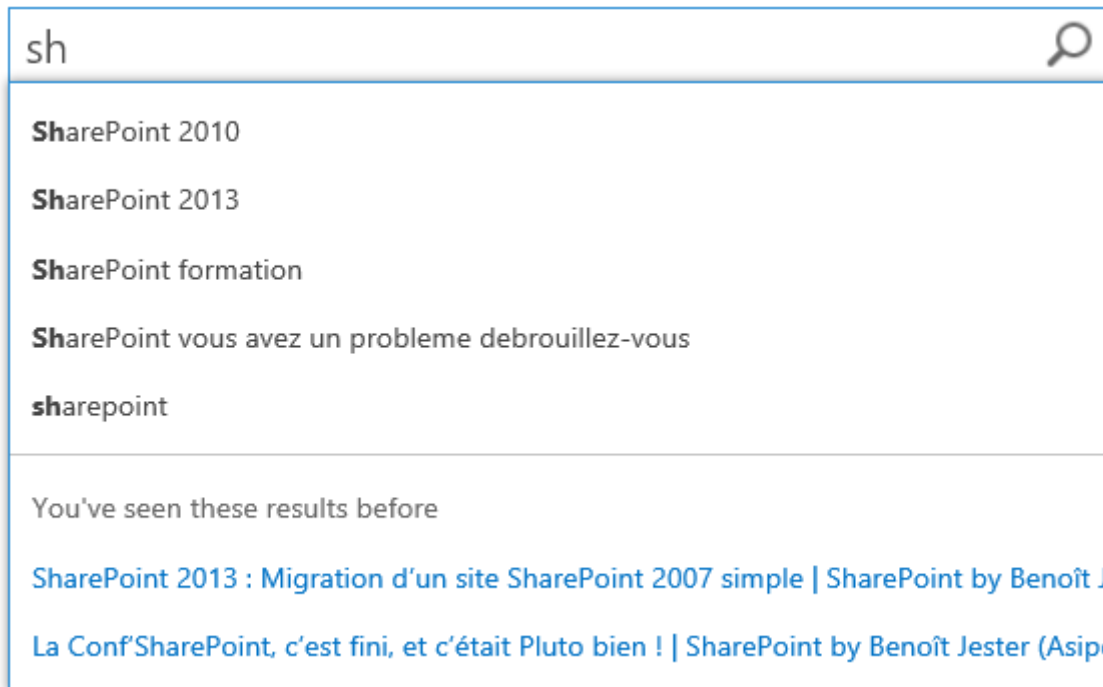 sh
SharePoint 2010
SharePoint 2013
SharePoint formation
SharePoint vous avez un probleme debrouillez-vous
sharepoint
You've seen these results before
SharePoint 2013 : Migration d’un site SharePoint 2007 simple | SharePoint by Benoît
La Conf’SharePoint, c’est fini, et c’était Pluto bien ! | SharePoint by Benoît Jester